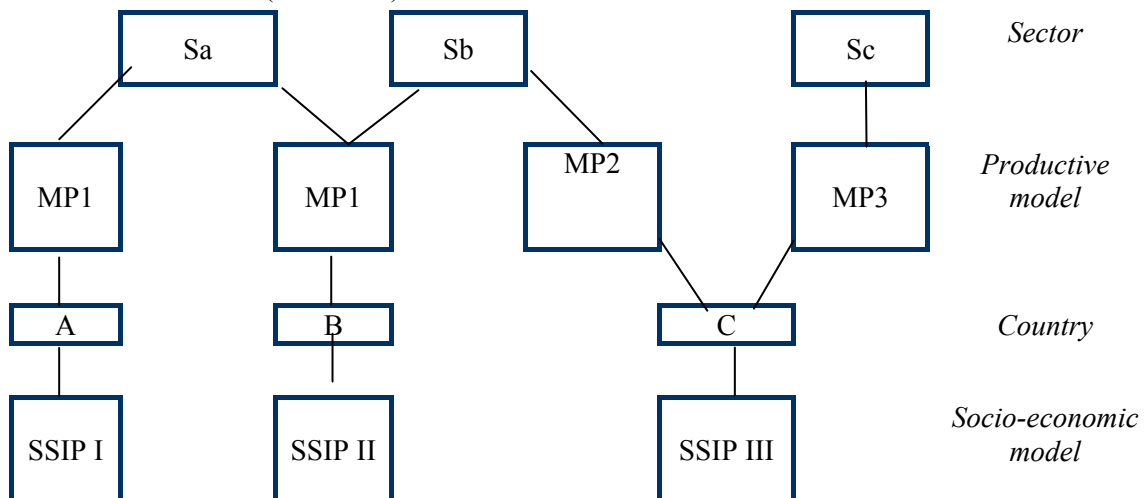 Sa Sb Sc Sector
MP1 MP1 MP2 MP3 Productive
model
A B C Country
SSIP I SSIP II SSIP III Socio-economic
model